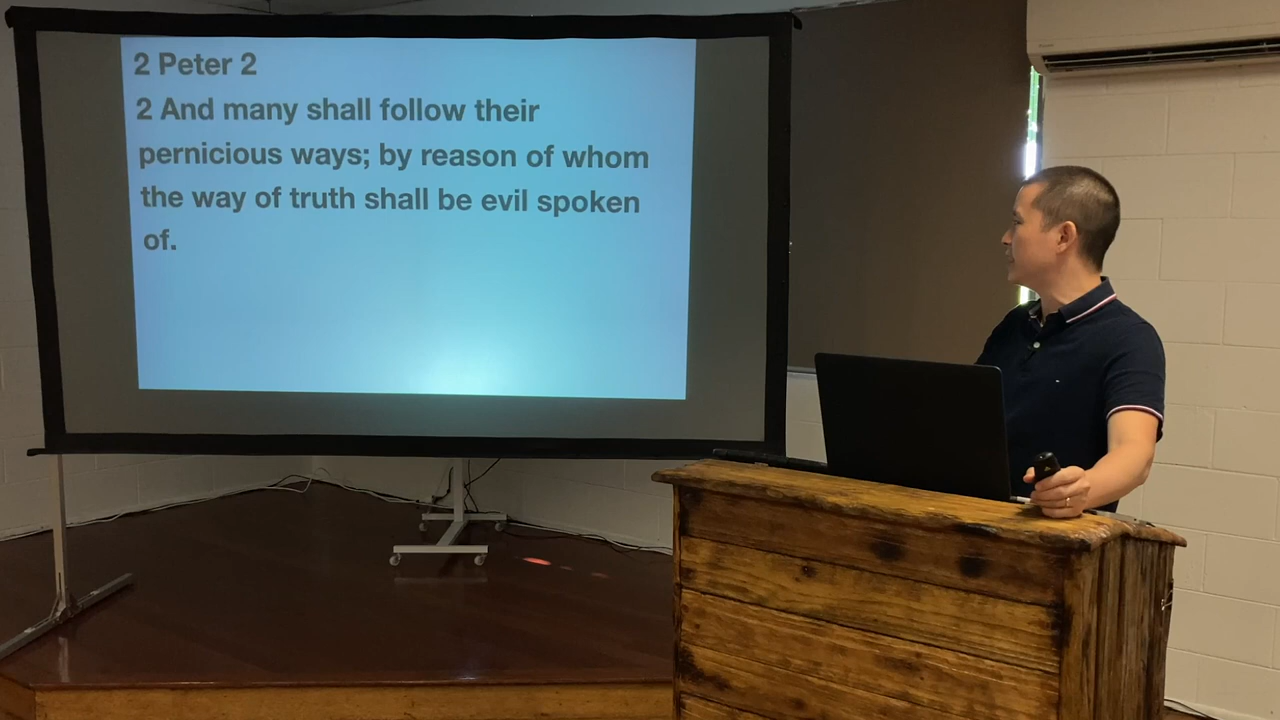 2 Peter 2
2 And many shall follow their
pernicious ways; by reason of whom
the way of truth shall be evil spoken
of.